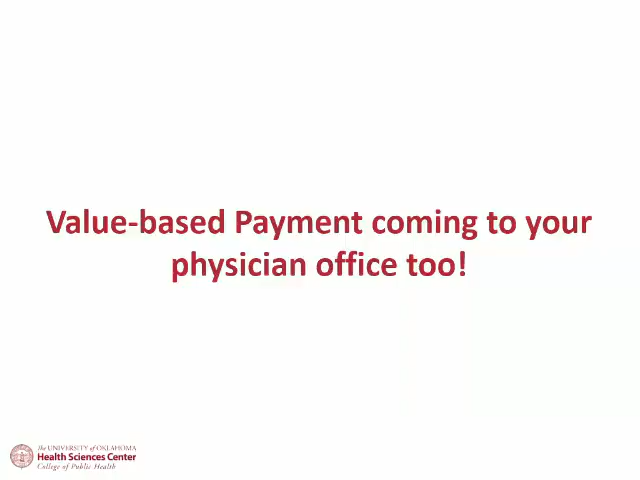 Value-based Payment coming to your
physician office too!
the UNIVERSITY of OKLAHOMA
Health Sciences Center
College of Public Health